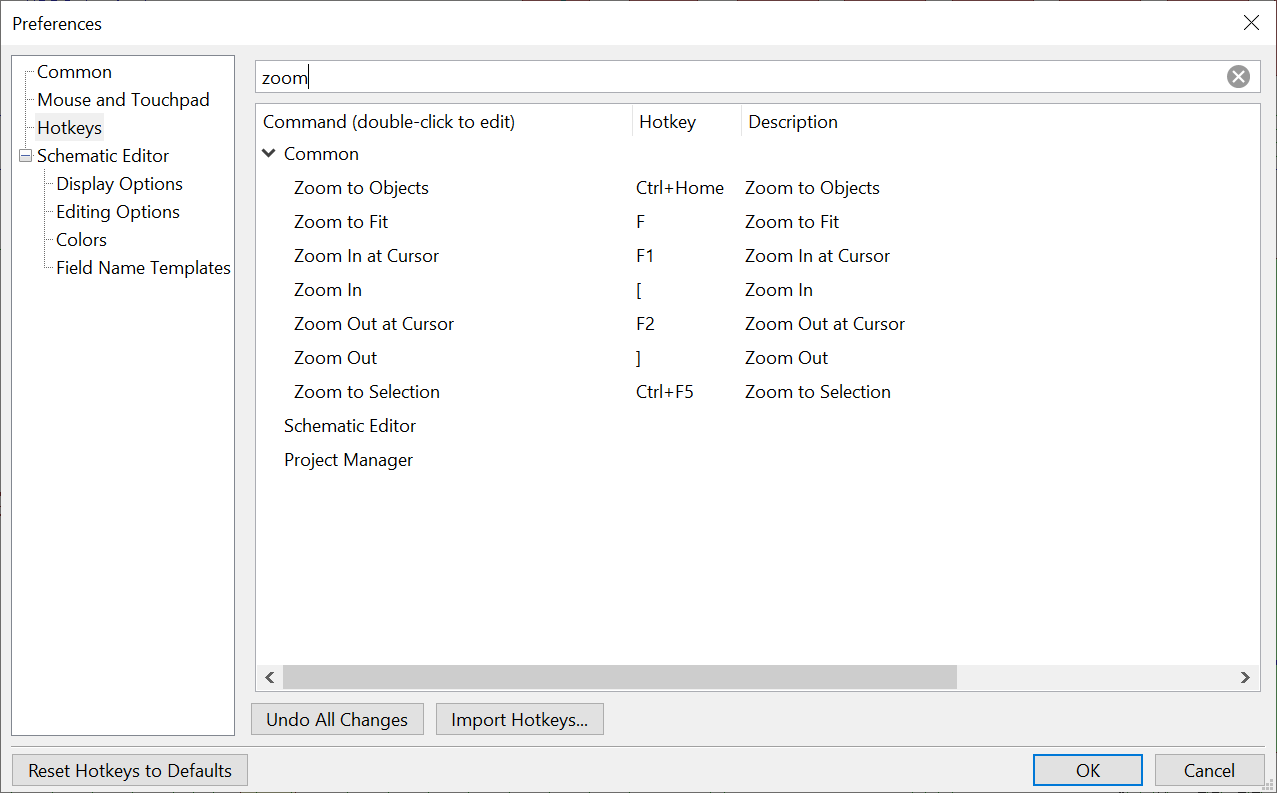 Preferences
Common
Mouse and Touchpad
Hotkeys
Schematic Editor
Display Options
Editing Options
Colors
Field Name Templates
zoom
Command (double-click to edit) Hotkey Description
Common
Zoom to Objects Ctrl+Home Zoom to Objects
Zoom to Fit F Zoom to Fit
Zoom In at Cursor F1 Zoom In at Cursor
Zoom In [ Zoom In
Zoom Out at Cursor F2 Zoom Out at Cursor
Zoom Out ] Zoom Out
Zoom to Selection Ctrl+F5 Zoom to Selection
Schematic Editor
Project Manager
Undo All Changes Import Hotkeys...
Reset Hotkeys to Defaults OK Cancel